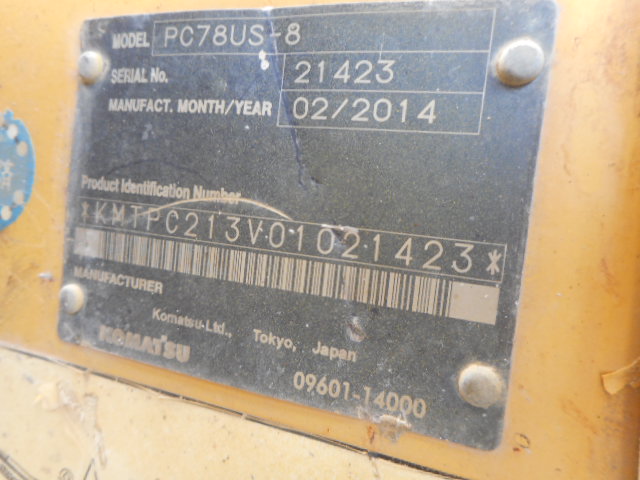 MODEL PC78US-8
SERIAL No. 21423
MANUFACT. MONTH/YEAR 02/2014
Product Identification Number
*KMTPC213V01021423*
MANUFACTURER
Komatsu Ltd., Tokyo, Japan
KOMATSU
09601-14000